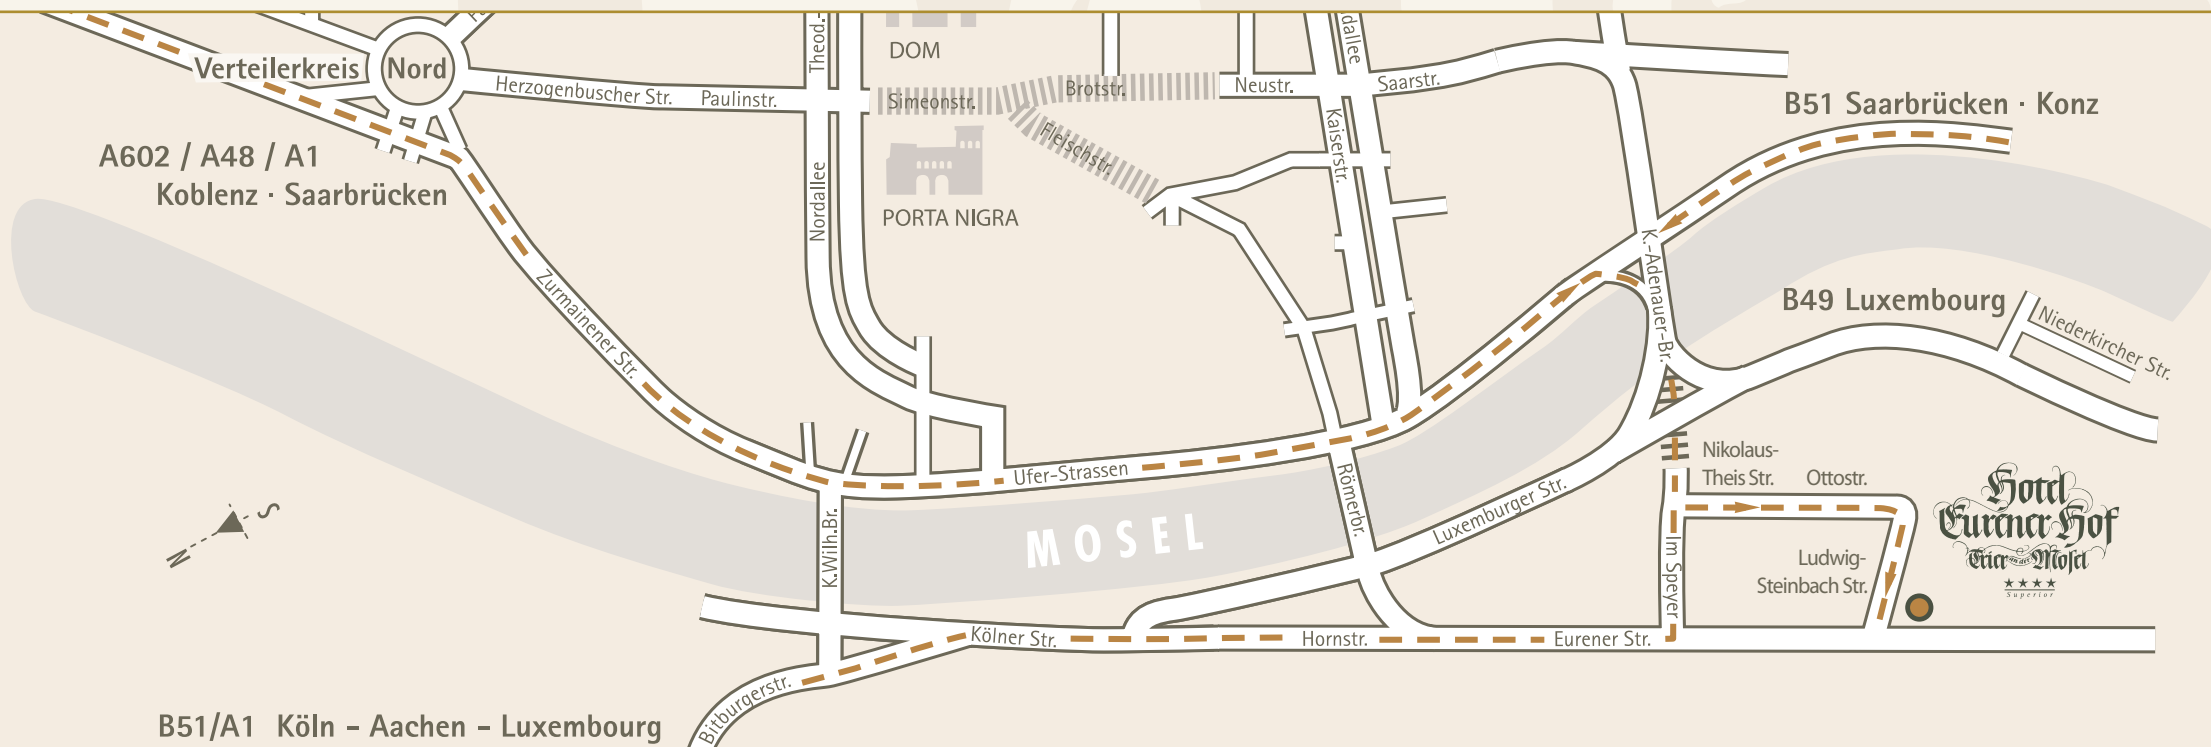 DOM
Theod.-
dallee
Verteilerkreis
Nord
Herzogenbuscher Str.
Paulinstr.
Simeonstr.
Brotstr.
Neustr.
Saarstr.
B51 Saarbrücken · Konz
Fleischstr.
Kaiserstr.
A602 / A48 / A1
Koblenz · Saarbrücken
Nordallee
PORTA NIGRA
K.-Adenauer-Br.
B49 Luxembourg
Niederkircher Str.
Zurmainener Str.
Ufer-Strassen
Römerbr.
Luxemburger Str.
Nikolaus-
Theis Str.
Ottostr.
Hotel
Eurener Hof
Trier an der Mosel
Superior
S
N
K.Wilh.Br.
MOSEL
Im Speyer
Ludwig-
Steinbach Str.
Kölner Str.
Hornstr.
Eurener Str.
Bitburgerstr.
B51/A1 Köln - Aachen - Luxembourg